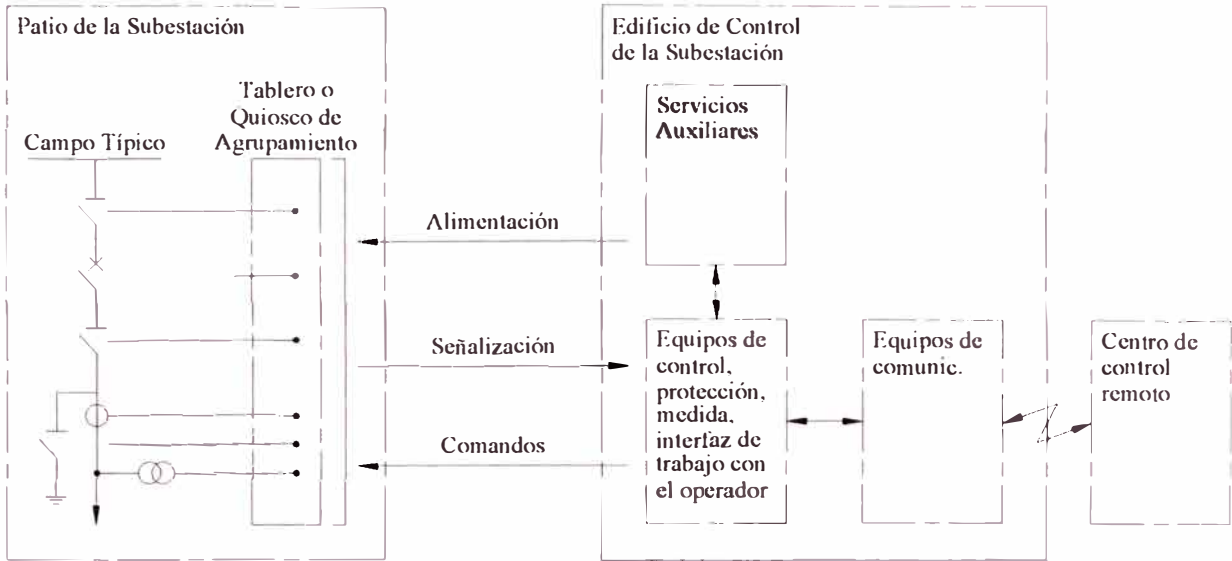 Patio de la Subestación
Tablero o
Quiosco de
Agrupamiento
Campo Típico
Alimentación
Señalización
Comandos
Edificio de Control
de la Subestación
Servicios
Auxiliares
Equipos de
control,
protección,
medida,
interfaz de
trabajo con
el operador
Equipos de
comunic.
Centro de
control
remoto